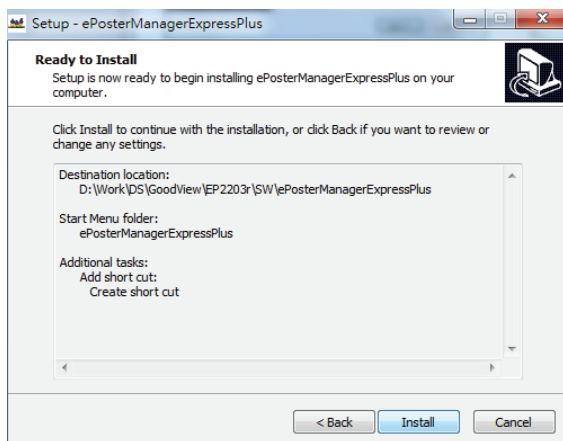 Setup - ePosterManagerExpressPlus
Ready to Install
Setup is now ready to begin installing ePosterManagerExpressPlus on your
computer.
Click Install to continue with the installation, or click Back if you want to review or
change any settings.
Destination location:
D:\Work\DS\GoodView\EP2203r\SW\ePosterManagerExpressPlus
Start Menu folder:
ePosterManagerExpressPlus
Additional tasks:
Add short cut:
Create short cut
< Back Install Cancel